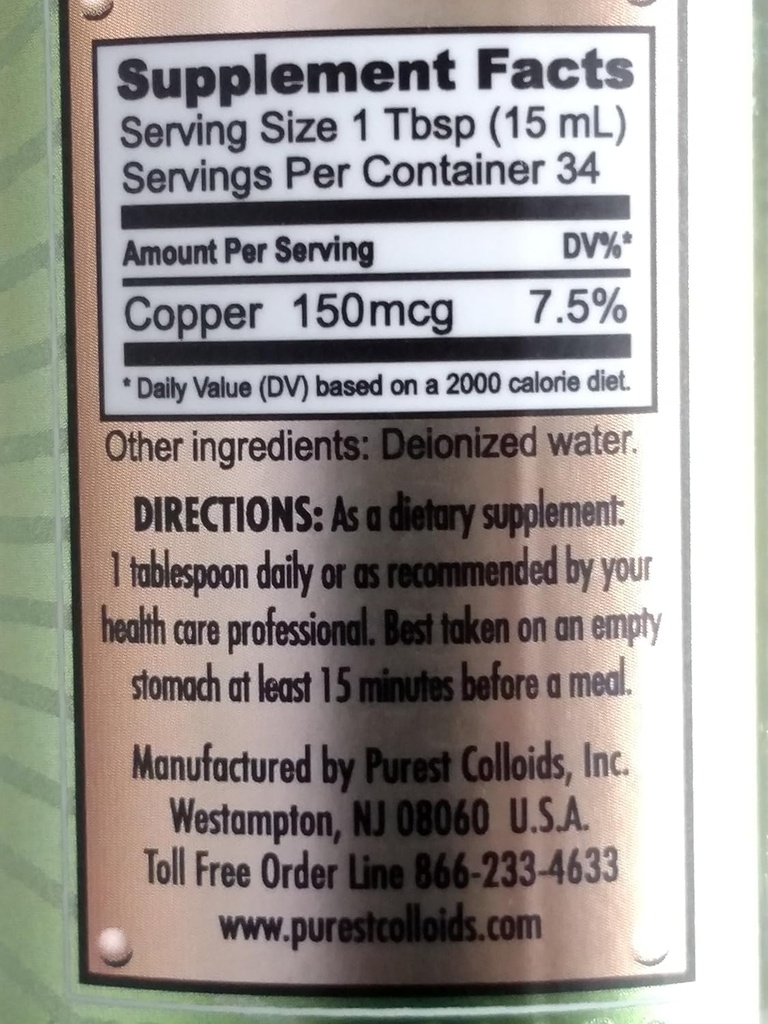 Supplement Facts
Serving Size 1 Tbsp (15 mL)
Servings Per Container 34
Amount Per Serving DV%*
Copper 150mcg 7.5%
* Daily Value (DV) based on a 2000 calorie diet.
Other ingredients: Deionized water.
DIRECTIONS: As a dietary supplement:
1 tablespoon daily or as recommended by your
health care professional. Best taken on an empty
stomach at least 15 minutes before a meal.
Manufactured by Purest Colloids, Inc.
Westampton, NJ 08060 U.S.A.
Toll Free Order Line 866-233-4633
www.purestcolloids.com